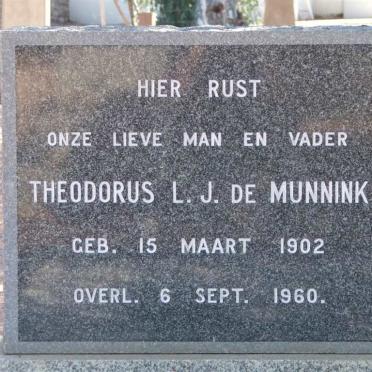 HIER RUST
ONZE LIEVE MAN EN VADER
THEODORUS L. J. DE MUNNINK
GEB. 15 MAART 1902
OVERL. 6 SEPT. 1960.